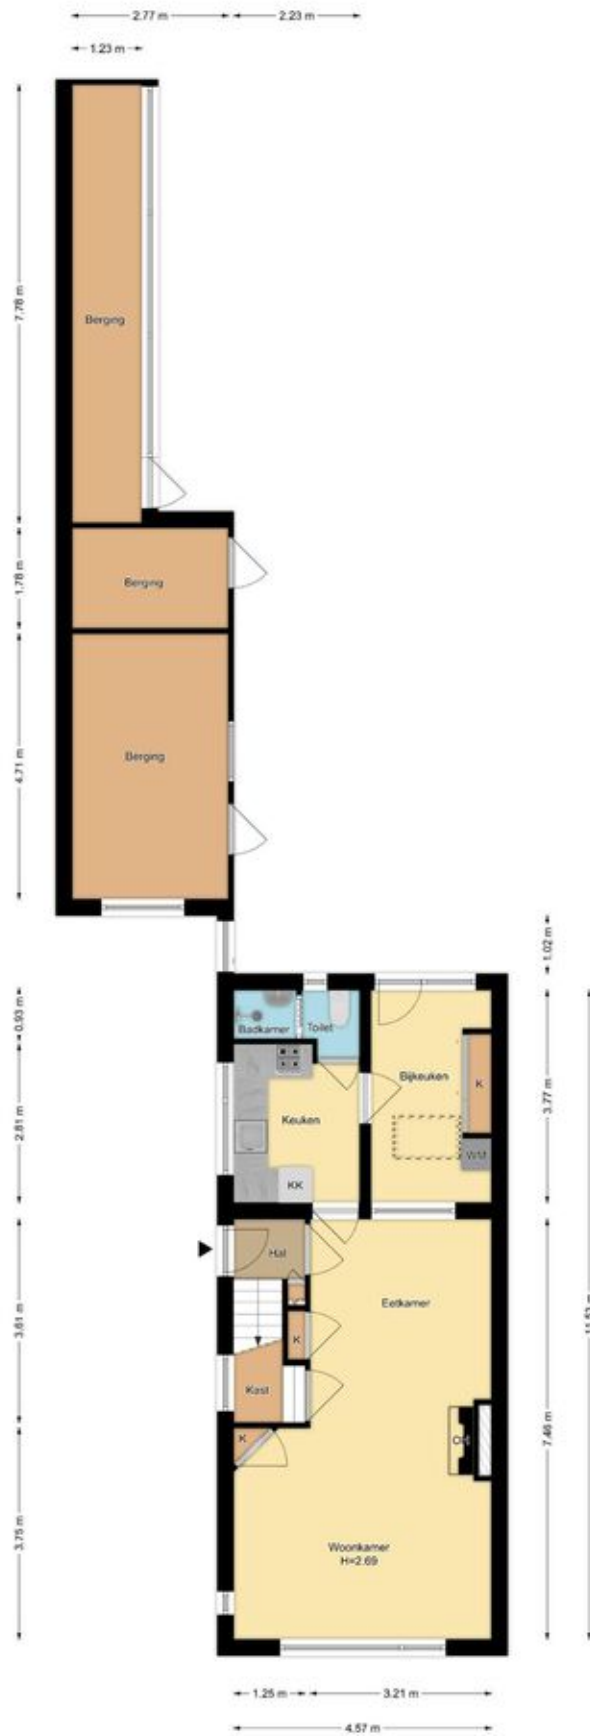 2.77 m
2.23 m
1.23 m
7.78 m
Berging
1.78 m
Berging
4.71 m
Berging
1.02 m
0.93 m
Badkamer
Toilet
2.81 m
Keuken
Bijkeuken
K
3.77 m
WM
KK
Hal
Eetkamer
K
3.61 m
Kast
K
OH
7.46 m
3.75 m
Woonkamer
H=2.69
1.25 m
3.21 m
4.57 m